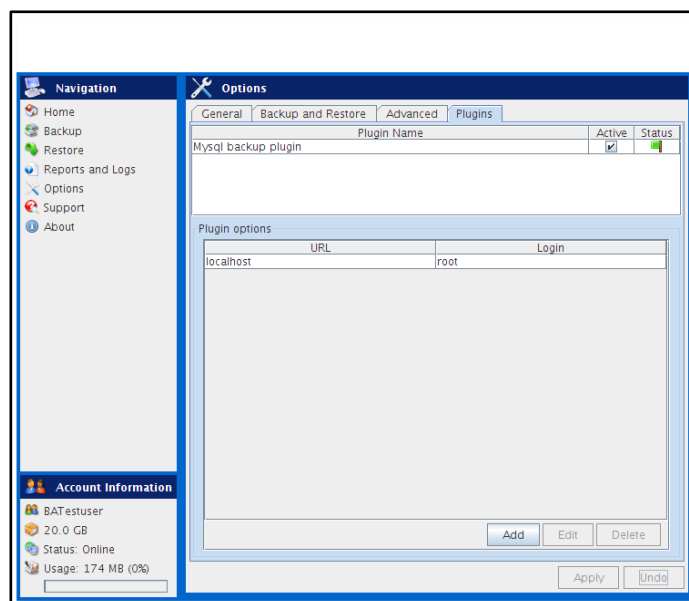 Navigation
Home
Backup
Restore
Reports and Logs
Options
Support
About
Account Information
BATestuser
20.0 GB
Status: Online
Usage: 174 MB (0%)
Options
General Backup and Restore Advanced Plugins
Plugin Name Active Status
Mysql backup plugin
Plugin options
URL Login
localhost root
Add Edit Delete
Apply Undo